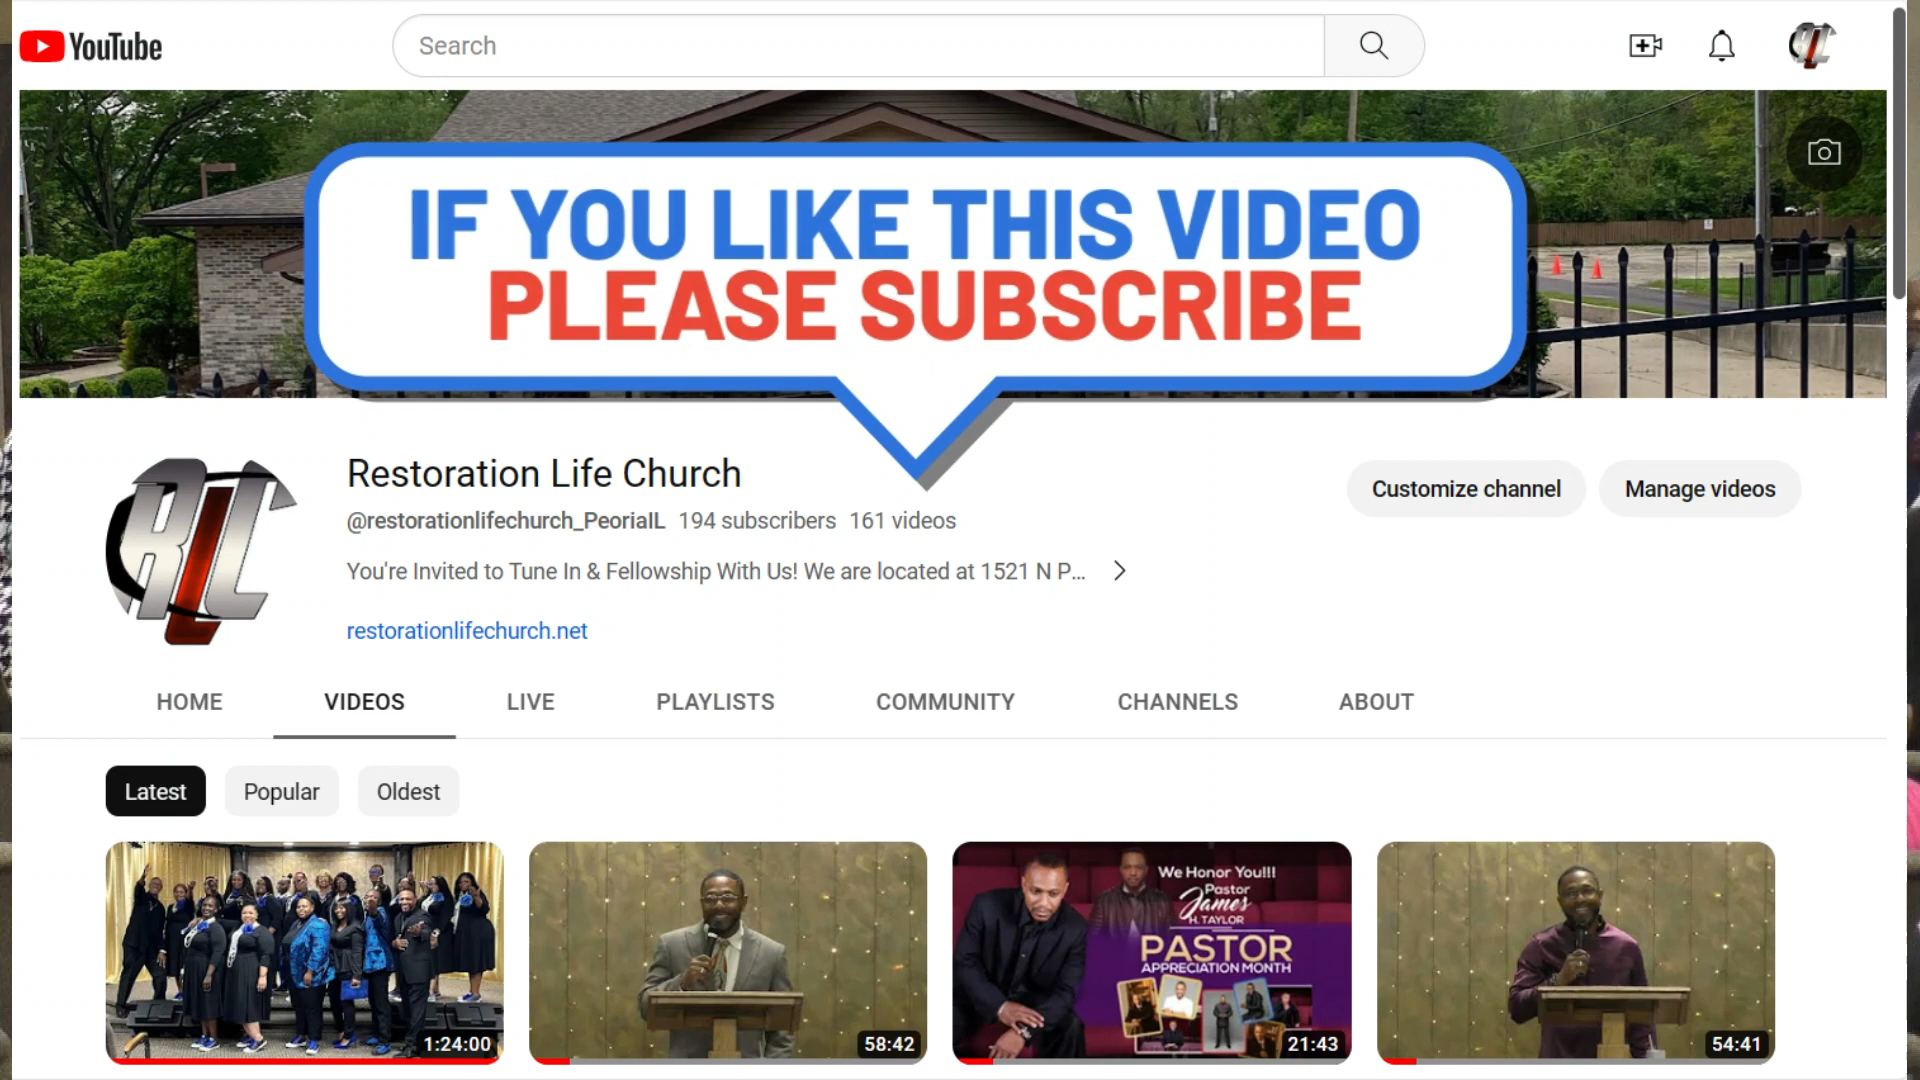 YouTube
Search
IF YOU LIKE THIS VIDEO
PLEASE SUBSCRIBE
RLC
Restoration Life Church
@restorationlifechurch_PeoriaIL 194 subscribers 161 videos
You're Invited to Tune In & Fellowship With Us! We are located at 1521 N P...
restorationlifechurch.net
Customize channel
Manage videos
HOME VIDEOS LIVE PLAYLISTS COMMUNITY CHANNELS ABOUT
Latest Popular Oldest
1:24:00
58:42
We Honor You!!!
Pastor
James
H. TAYLOR
PASTOR
APPRECIATION MONTH
21:43
54:41